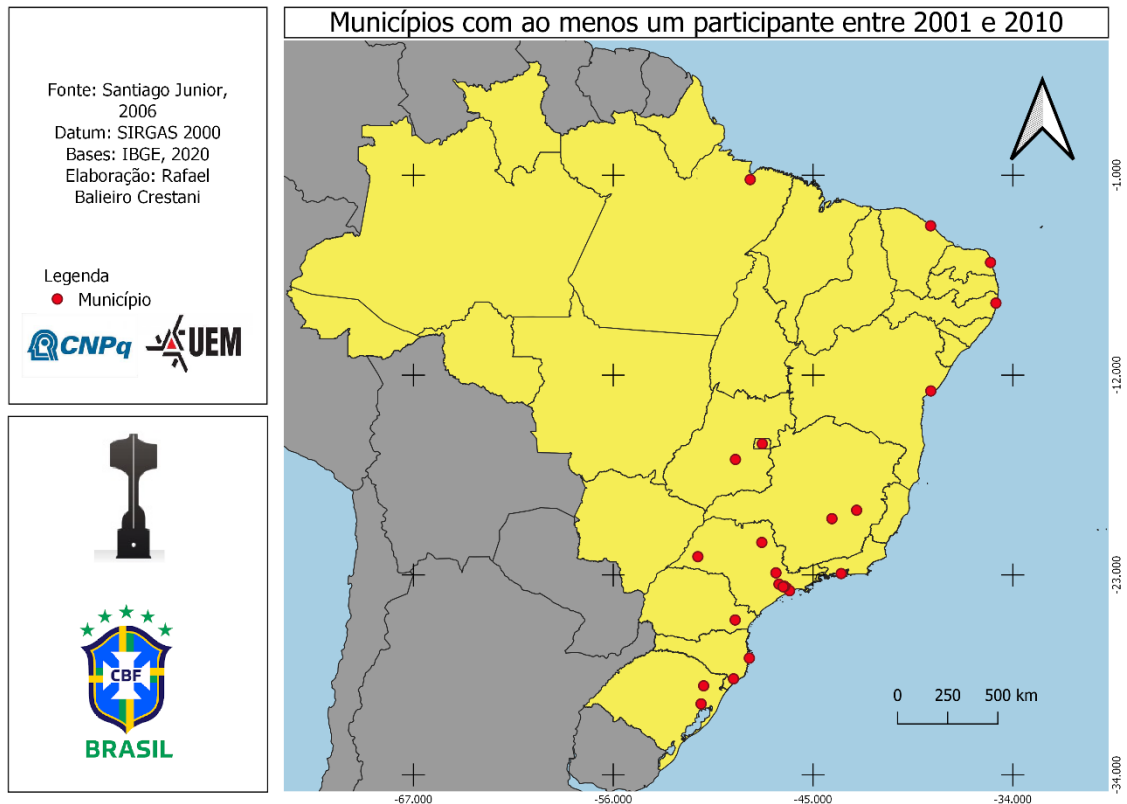 Municípios com ao menos um participante entre 2001 e 2010
Fonte: Santiago Junior,
2006
Datum: SIRGAS 2000
Bases: IBGE, 2020
Elaboração: Rafael
Balieiro Crestani
Legenda
Município
CNPq
UEM
CBF
BRASIL
-1.000
-12.000
-23.000
-34.000
0 250 500 km
-67.000 -56.000 -45.000 -34.000